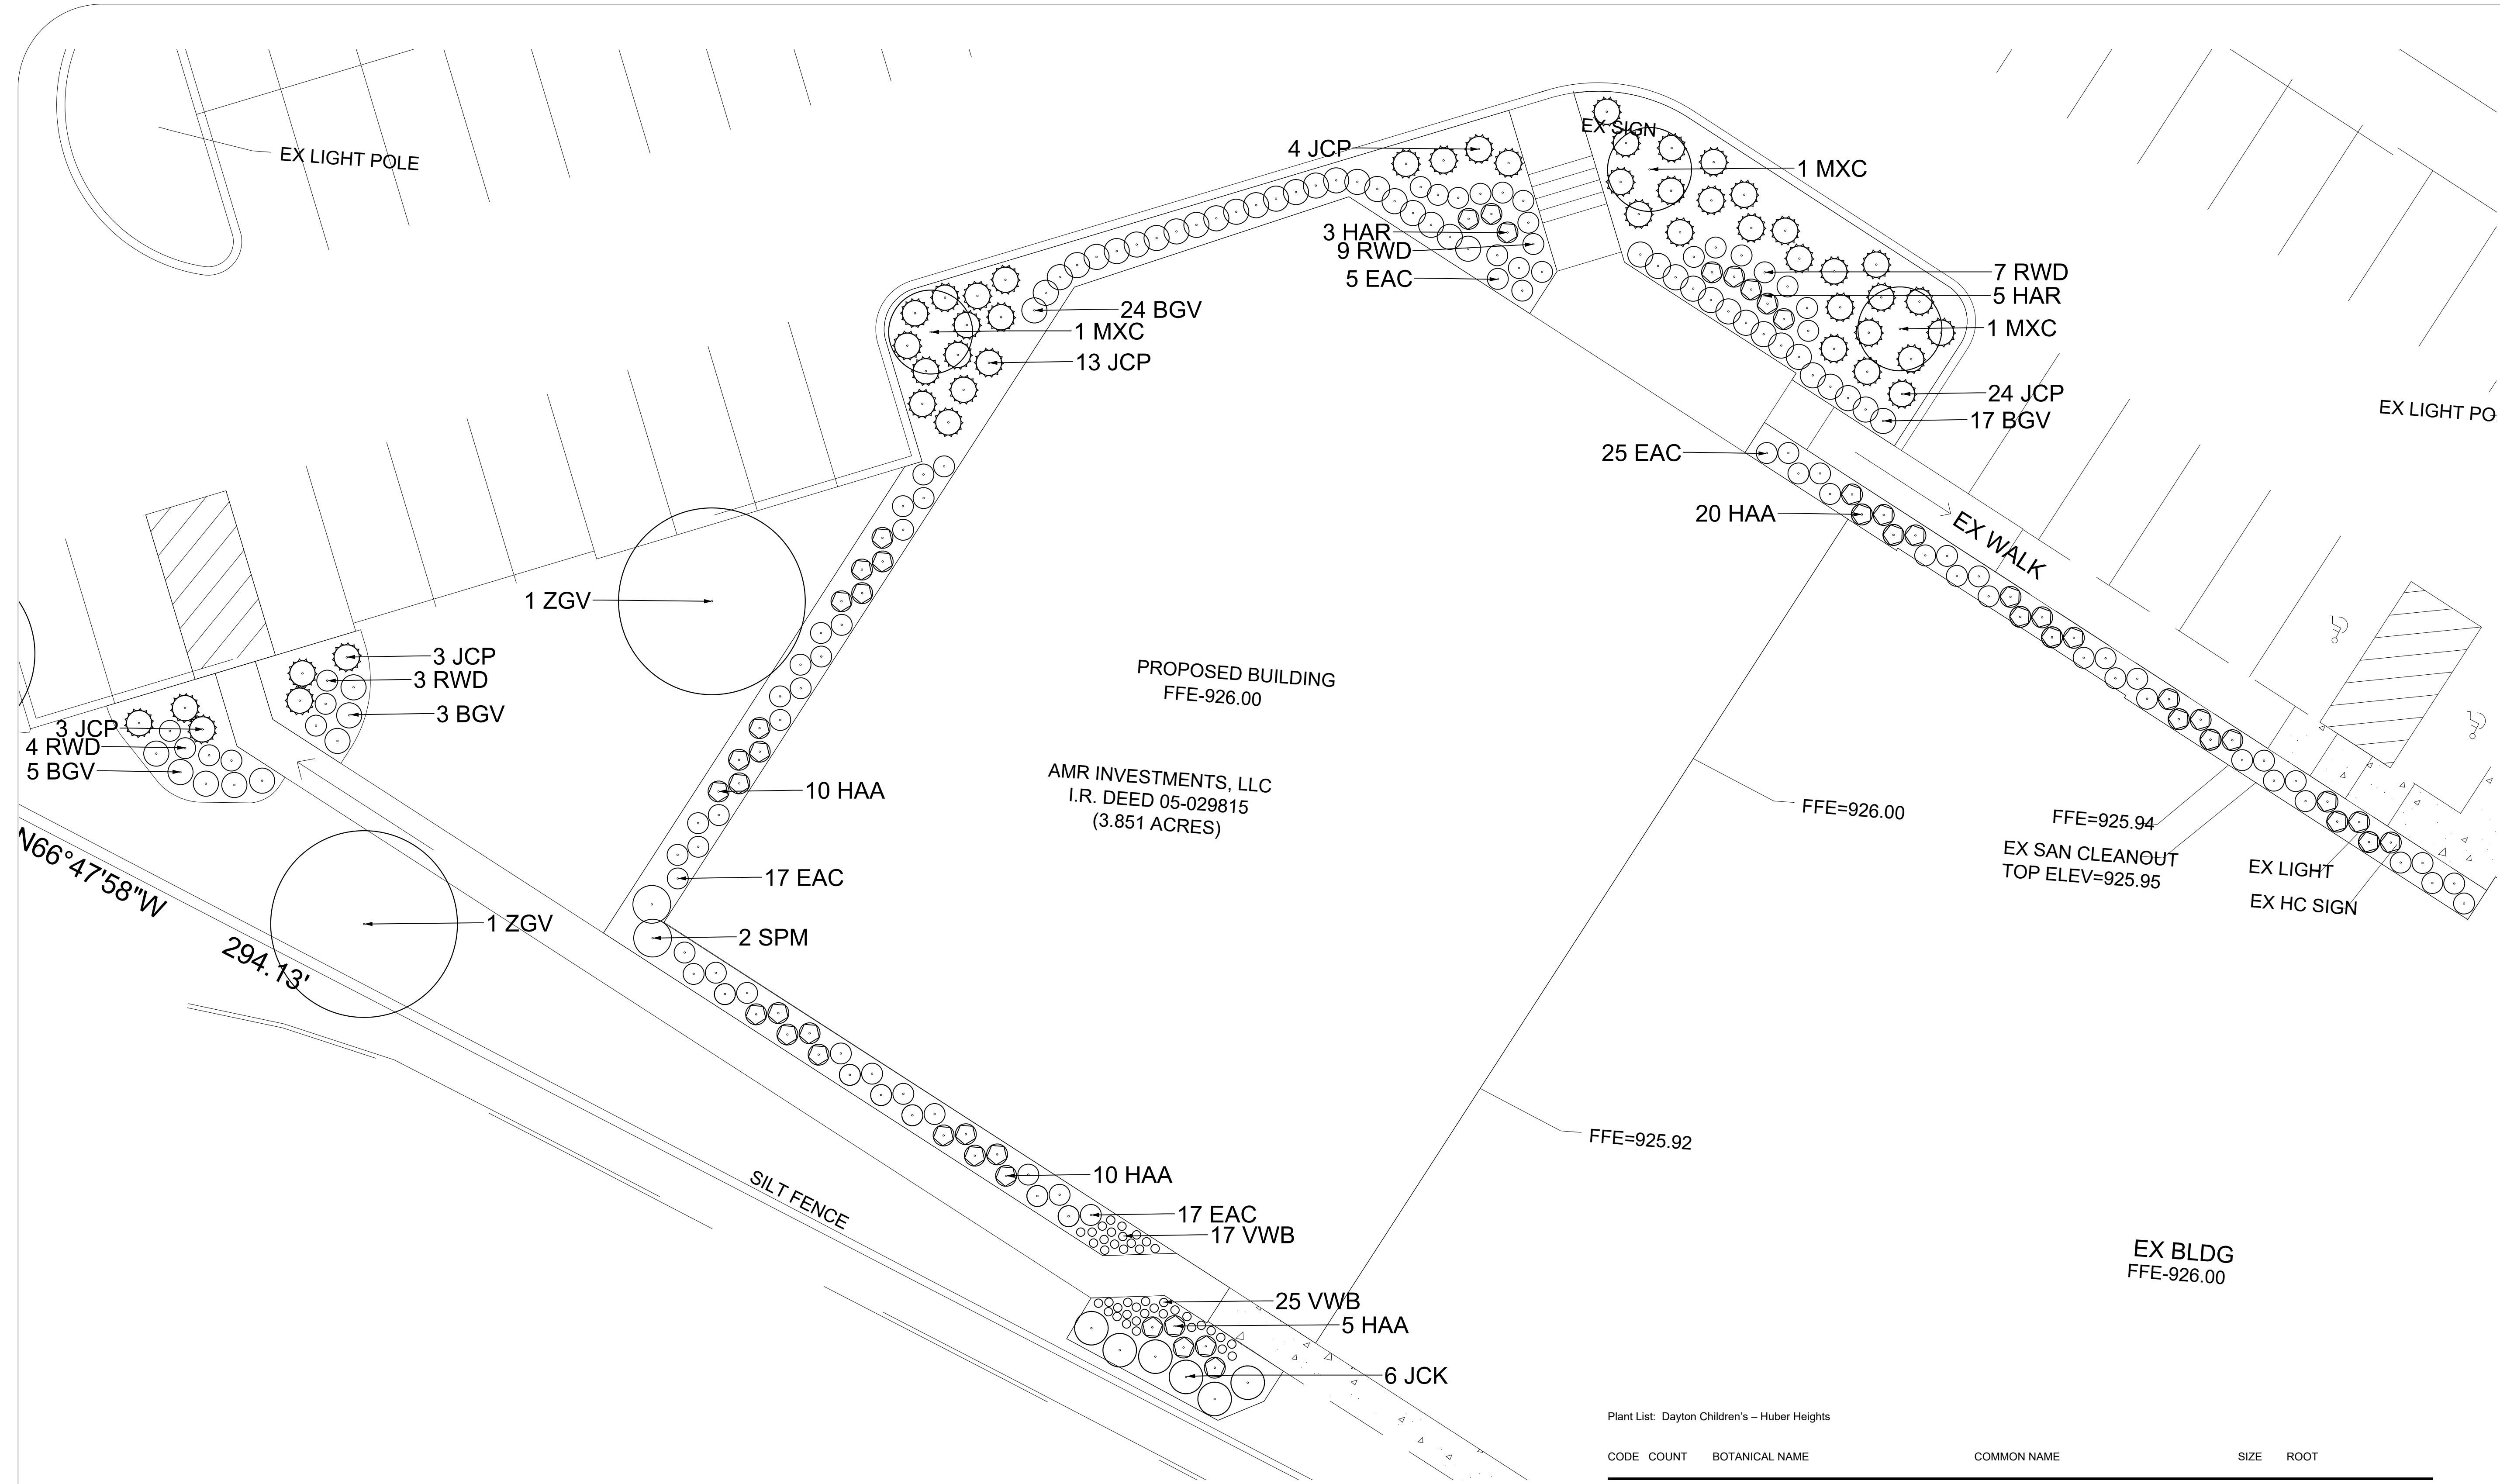 EX LIGHT POLE
4 JCP
EX SIGN
1 MXC
3 HAR
9 RWD
5 EAC
7 RWD
5 HAR
1 MXC
24 BGV
1 MXC
13 JCP
24 JCP
17 BGV
EX LIGHT PO
25 EAC
20 HAA
EX WALK
1 ZGV
3 JCP
3 RWD
3 BGV
3 JCP
4 RWD
5 BGV
PROPOSED BUILDING
FFE-926.00
AMR INVESTMENTS, LLC
I.R. DEED 05-029815
(3.851 ACRES)
10 HAA
FFE=926.00
FFE=925.94
EX SAN CLEANOUT
TOP ELEV=925.95
EX LIGHT
EX HC SIGN
17 EAC
N66°47'58"W
294.13'
1 ZGV
2 SPM
FFE=925.92
SILT FENCE
10 HAA
17 EAC
17 VWB
EX BLDG
FFE-926.00
25 VWB
5 HAA
6 JCK
Plant List: Dayton Children's – Huber Heights
CODE COUNT BOTANICAL NAME COMMON NAME SIZE ROOT